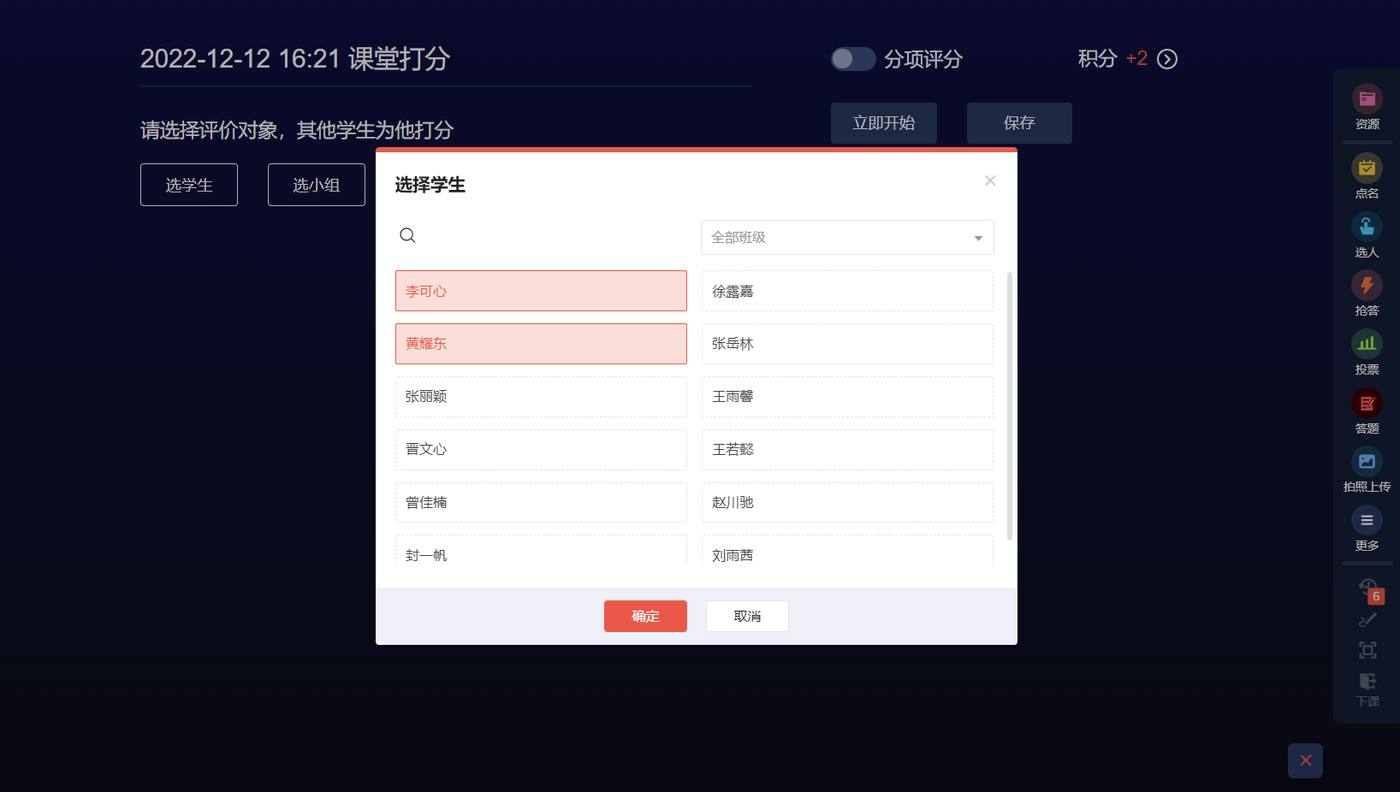 2022-12-12 16:21 课堂打分
分项评分
积分 +2
请选择评价对象，其他学生为他打分
立即开始
保存
选学生
选小组
选择学生
全部班级
李可心
徐露嘉
黄耀东
张岳林
张丽颖
王雨馨
晋文心
王若懿
曾佳楠
赵川驰
封一帆
刘雨茜
确定
取消
资源
点名
选人
抢答
投票
答题
拍照上传
更多
6
下课